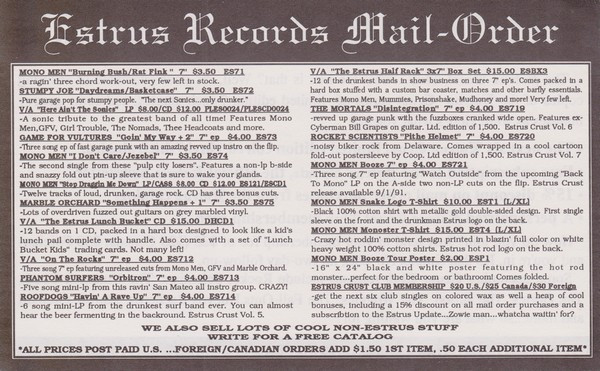 Estrus Records Mail-Order
MONO MEN "Burning Bush/Rat Fink " 7" $3.50 ES71
-a ragin' three chord work-out, very few left in stock.
STUMPY JOE "Daydreams/Basketcase" 7" $3.50 ES72
-Pure garage pop for stumpy people. "The next Sonics...only drunker."
V/A "Here Ain't The Sonics" LP $8.00/CD $12.00 PLES0024/PLESCD0024
-A sonic tribute to the greatest band of all time! Features Mono
Men,GFV, Girl Trouble, The Nomads, Thee Headcoats and more.
GAME FOR VULTURES "Goin' My Way + 2" 7" ep $4.00 ES73
-Three song ep of fast garage punk with an amazing revved up instro on the flip.
MONO MEN "I Don't Care/Jezebel" 7" $3.50 ES74
-The second single from these "pulp city losers". Features a non-lp b-side
and snazzy fold out pin-up sleeve that is sure to wake your glands.
MONO MEN "Stop Draggin Me Down" LP/CASS $8.00 CD $12.00 ES121/ESCD1
-Twelve tracks of loud, drunken, garage rock. CD has three bonus cuts.
MARBLE ORCHARD "Something Happens + 1" 7" $3.50 ES75
-Lots of overdriven fuzzed out guitars on grey marbled vinyl.
V/A "The Estrus Lunch Bucket" CD $15.00 DIHCD1
-12 bands on 1 CD, packed in a hard box designed to look like a kid's
lunch pail complete with handle. Also comes with a set of "Lunch
Bucket Kids" trading cards. Not many left!
V/A "On The Rocks" 7" ep $4.00 ES712
-Three song 7" ep featuring unreleased cuts from Mono Men, GFV and Marble Orchard.
PHANTOM SURFERS "Orbitron" 7" ep $4.00 ES713
-Five song mini-lp from this ravin' San Mateo all instro group. CRAZY!
ROOFDOGS "Havin' A Rave Up" 7" ep $4.00 ES714
-6 song mini-LP from the drunkest surf band ever. You can almost
hear the beer fermenting in the background. Estrus Crust Vol. 5.
V/A "The Estrus Half Rack" 3x7" Box Set $15.00 ESBX3
-12 of the drunkest bands in show business on three 7" ep's. Comes packed in a
hard box stuffed with a custom bar coaster, matches and other barfly essentials.
Features Mono Men, Mummies, Prisonshake, Mudhoney and more! Very few left.
THE MORTALS "Disintegration" 7" ep $4.00 ES719
-revved up garage punk with the fuzzboxes cranked wide open. Features ex-
Cyberman Bill Grapes on guitar. Ltd. edition of 1,500. Estrus Crust Vol. 6
ROCKET SCIENTISTS "Pithe Helmet" 7" $4.00 ES720
-noisy biker rock from Delaware. Comes wrapped in a cool cartoon
fold-out postersleeve by Coop. Ltd edition of 1,500. Estrus Crust Vol. 7
MONO MEN Booze 7" ep $4.00 ES721
-Three song 7" ep featuring "Watch Outside" from the upcoming "Back
To Mono" LP on the A-side two non-LP cuts on the flip. Estrus Crust
release available 9/1/91.
MONO MEN Snake Logo T-Shirt $10.00 EST1 (L/XL)
-Black 100% cotton shirt with metallic gold double-sided design. First single
sleeve on the front and the drunkman Estrus logo on the back.
MONO MEN Monoster T-Shirt $15.00 EST4 (L/XL)
-Crazy hot roddin' monster design printed in blazin' full color on white
heavy weight 100% cotton shirts. Estrus hot rod logo on the back.
MONO MEN Booze Tour Poster $2.00 ESP1
-16" x 24" black and white poster featuring the hot rod
monster...perfect for the bedroom or bathroom! Comes folded.
ESTRUS CRUST CLUB MEMBERSHIP $20 U.S./$25 Canada/$30 Foreign
-get the next six club singles on colored wax as well a heap of cool
bonuses, including a 15% discount on all mail order purchases and a
subscribtion to the Estrus Update...Zowie man...whatcha waitin' for?
WE ALSO SELL LOTS OF COOL NON-ESTRUS STUFF
WRITE FOR A FREE CATALOG
*ALL PRICES POST PAID U.S. ...FOREIGN/CANADIAN ORDERS ADD $1.50 1ST ITEM, .50 EACH ADDITIONAL ITEM*